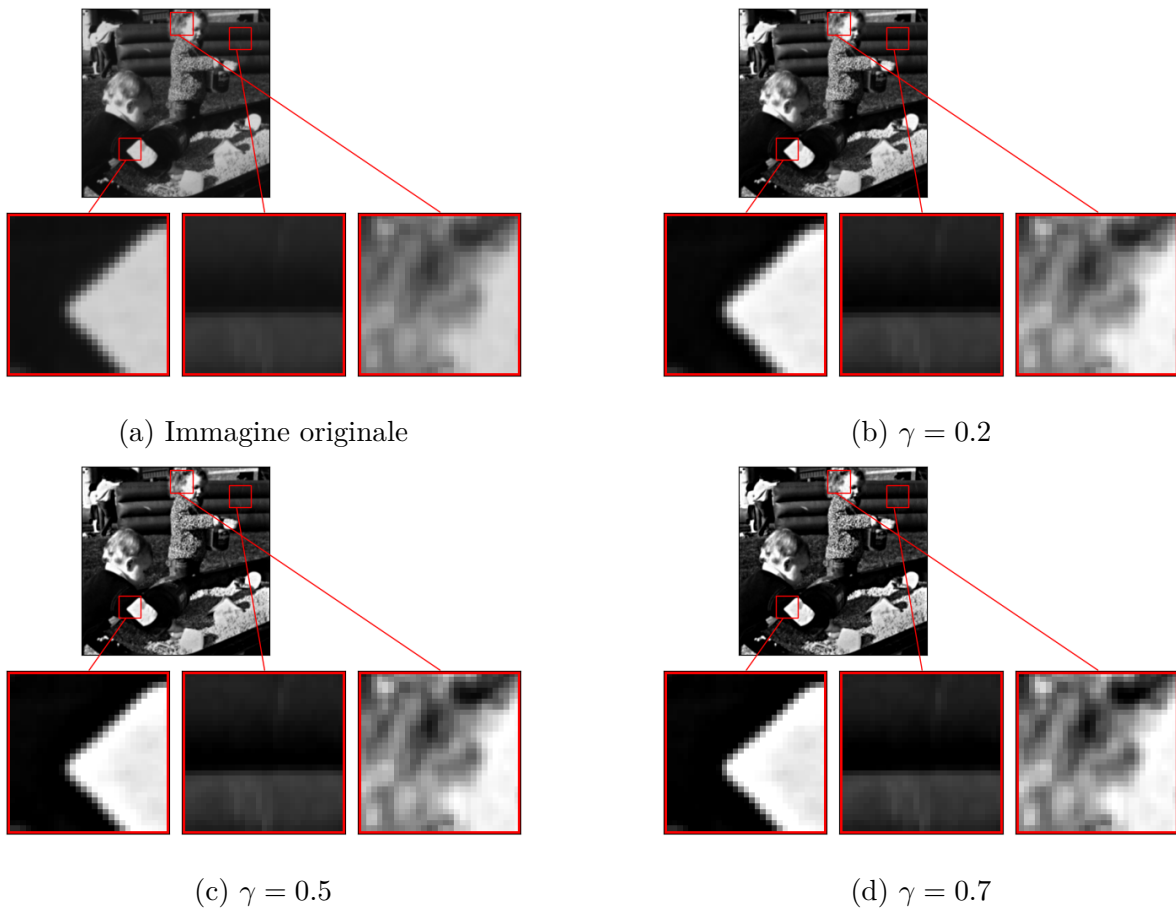 (a) Immagine originale
(b) γ = 0.2
(c) γ = 0.5
(d) γ = 0.7